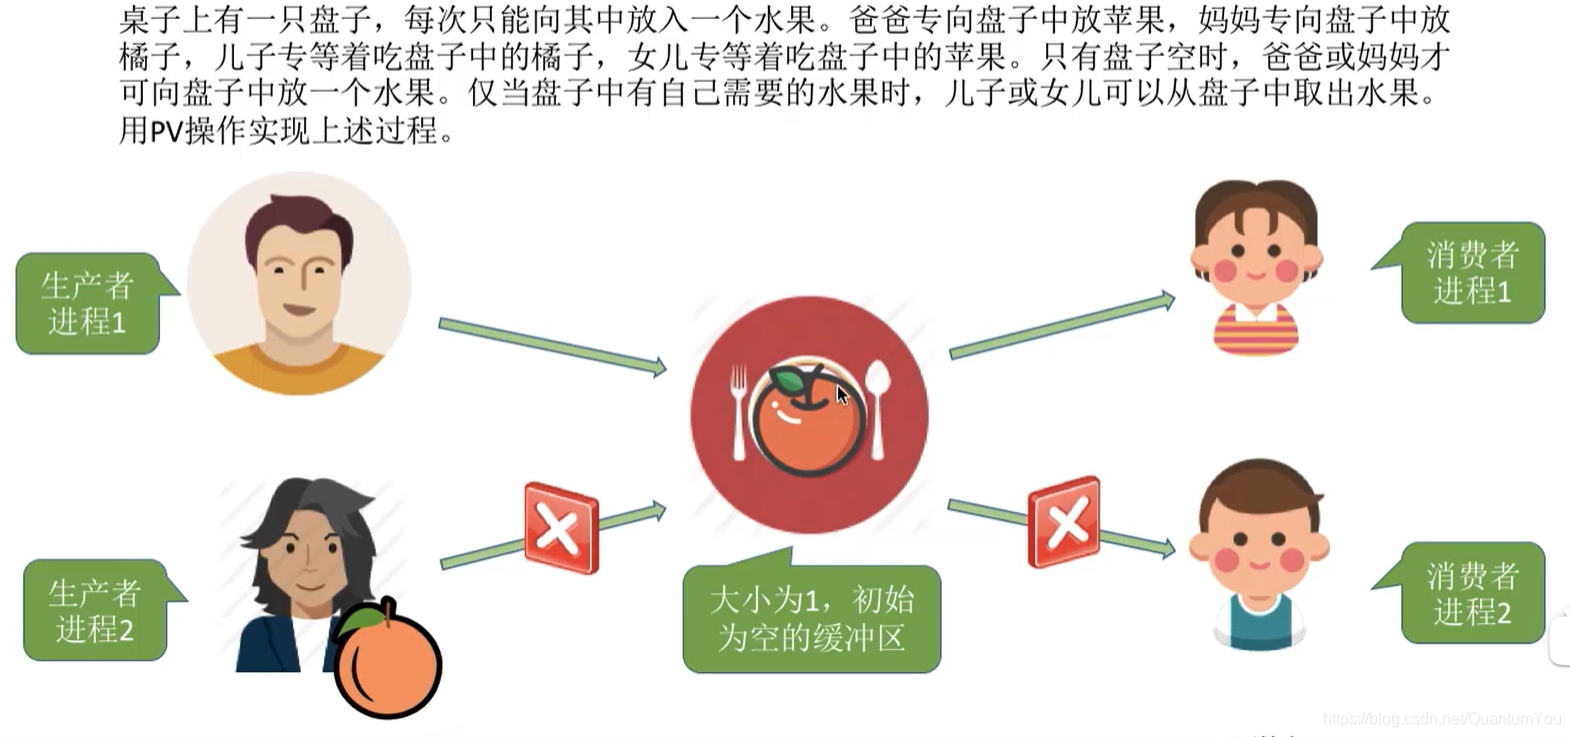 桌子上有一只盘子，每次只能向其中放入一个水果。爸爸专向盘子中放苹果，妈妈专向盘子中放
橘子，儿子专等着吃盘子中的橘子，女儿专等着吃盘子中的苹果。只有盘子空时，爸爸或妈妈才
可向盘子中放一个水果。仅当盘子中有自己需要的水果时，儿子或女儿可以从盘子中取出水果。
用PV操作实现上述过程。
生产者
进程1
消费者
进程1
生产者
进程2
大小为1，初始
为空的缓冲区
消费者
进程2
https://blog.csdn.net/QuantumYou